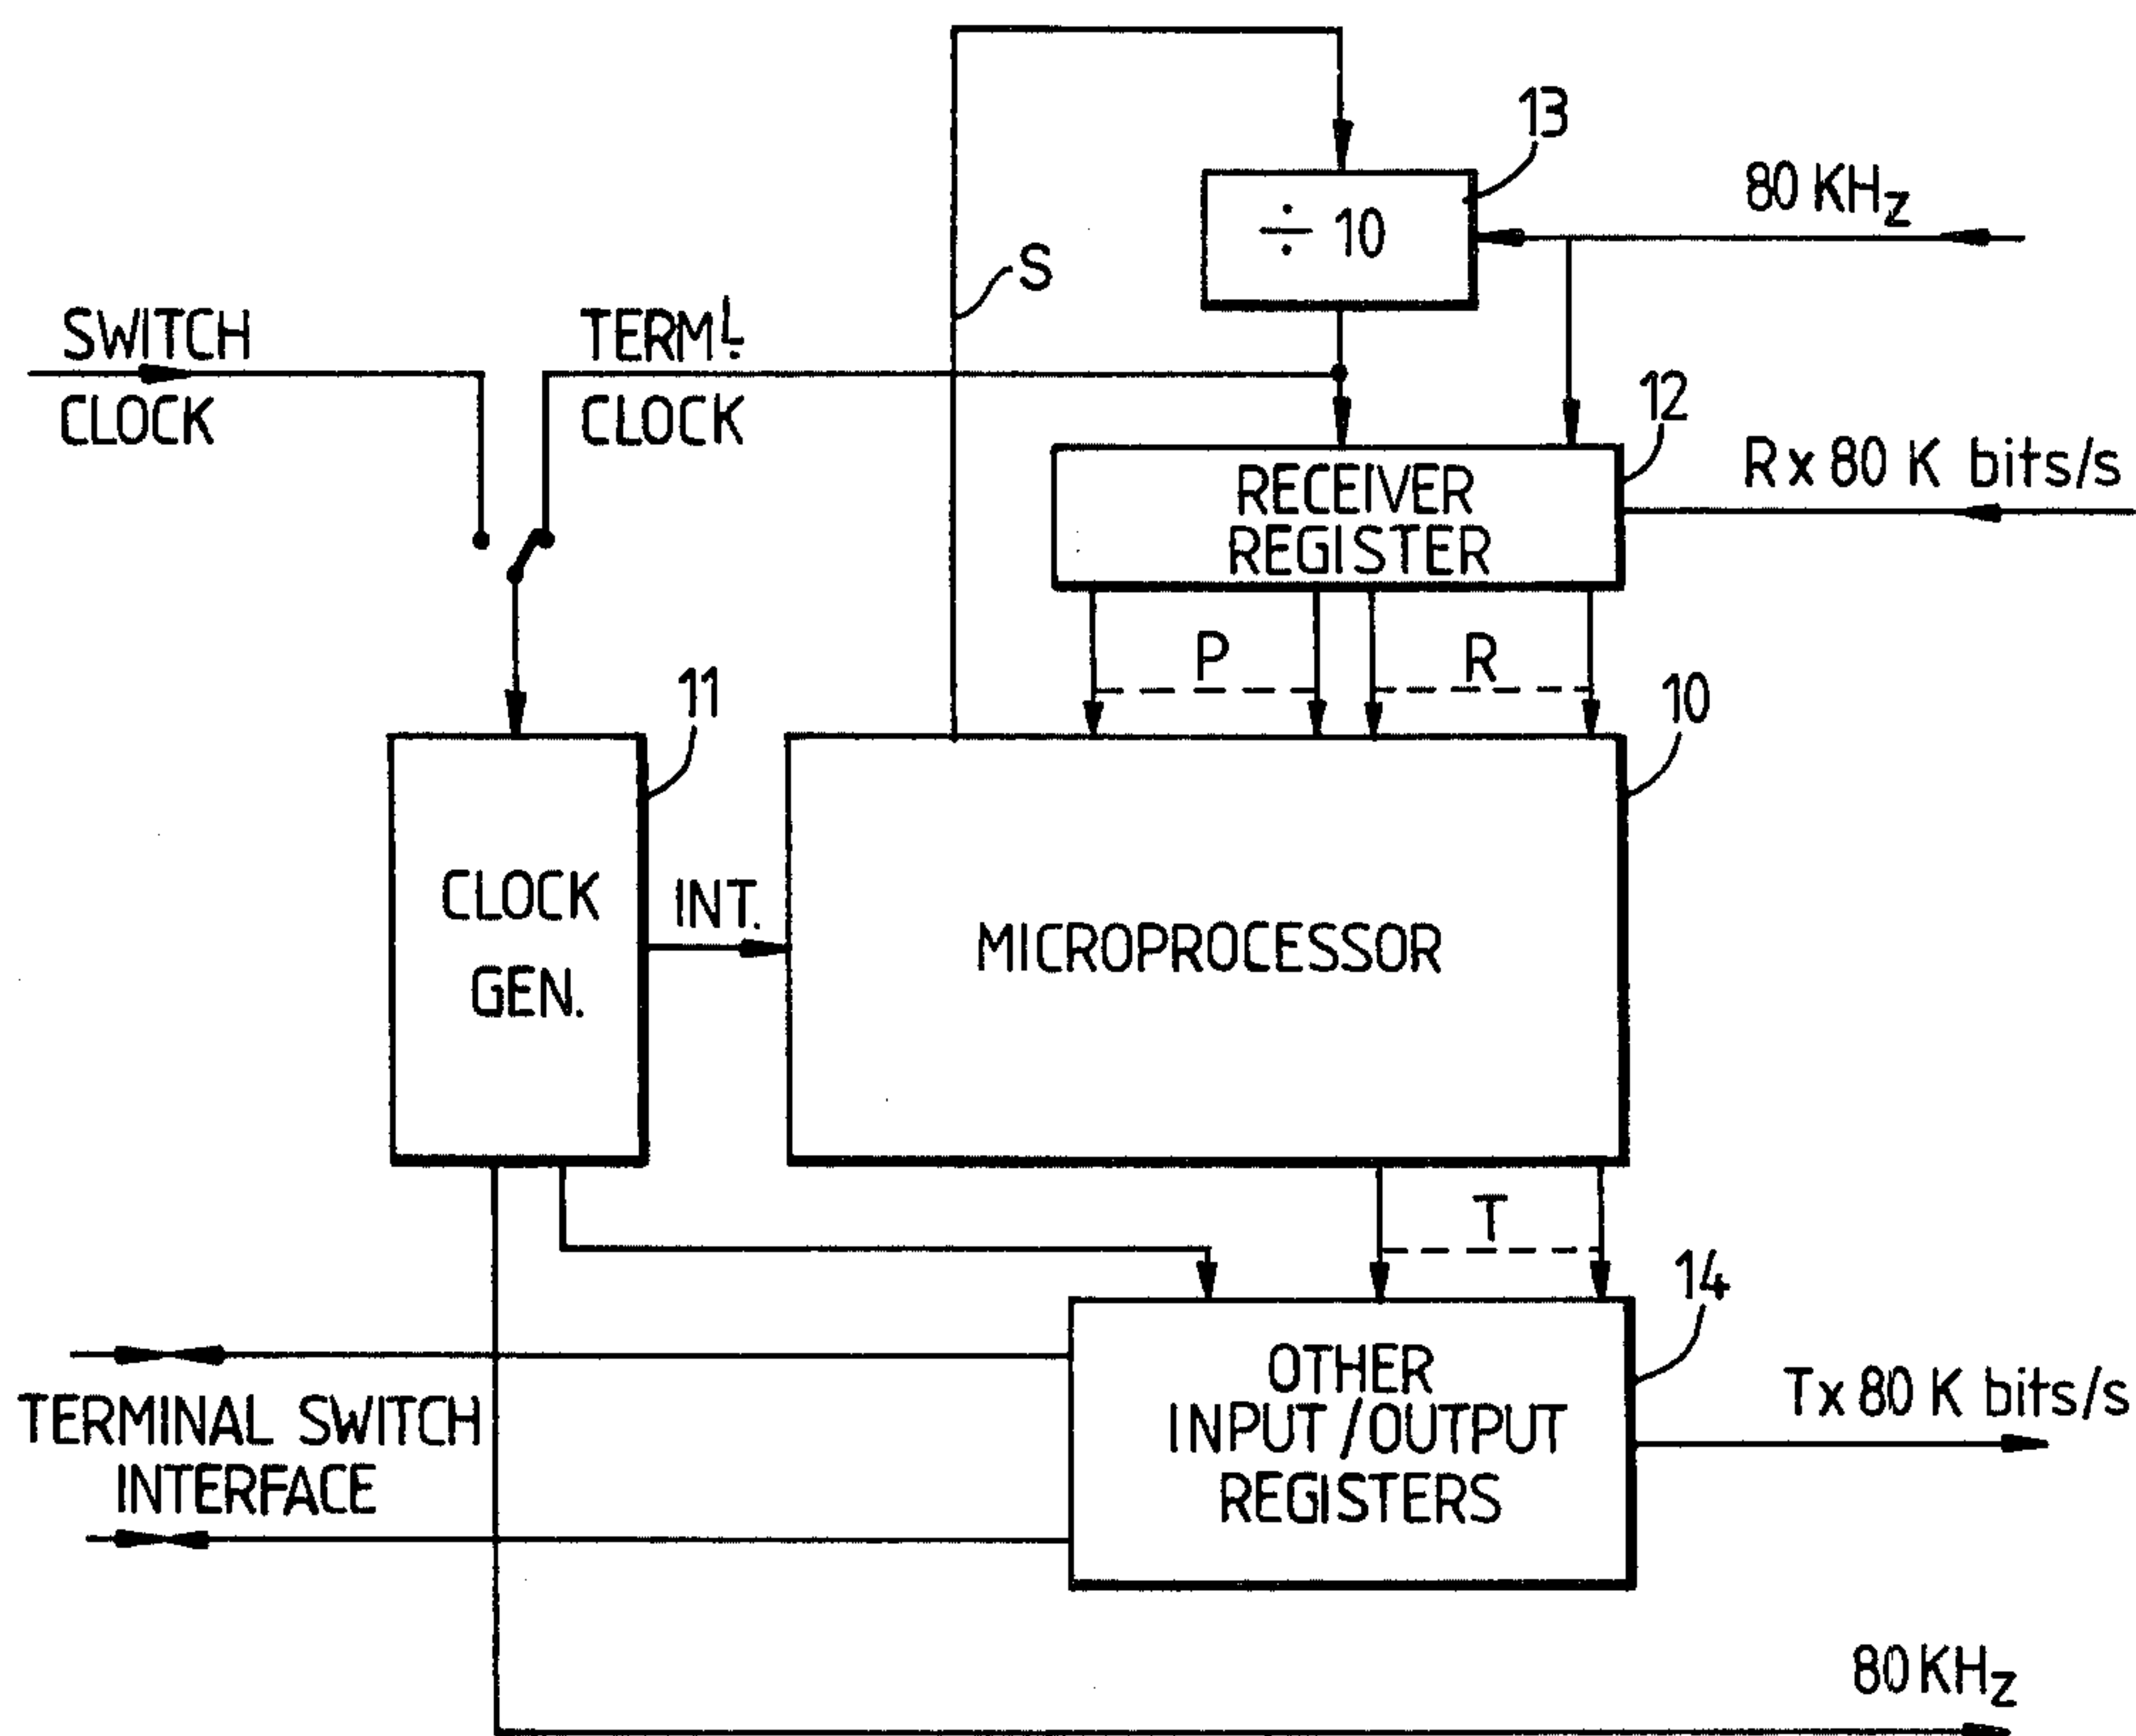 13
80 KHz
÷ 10
S
SWITCH
CLOCK
TERML.
CLOCK
12
Rx 80 K bits/s
RECEIVER
REGISTER
P
R
11
10
CLOCK
GEN.
INT.
MICROPROCESSOR
T
14
OTHER
INPUT/OUTPUT
REGISTERS
Tx 80 K bits/s
TERMINAL SWITCH
INTERFACE
80 KHz